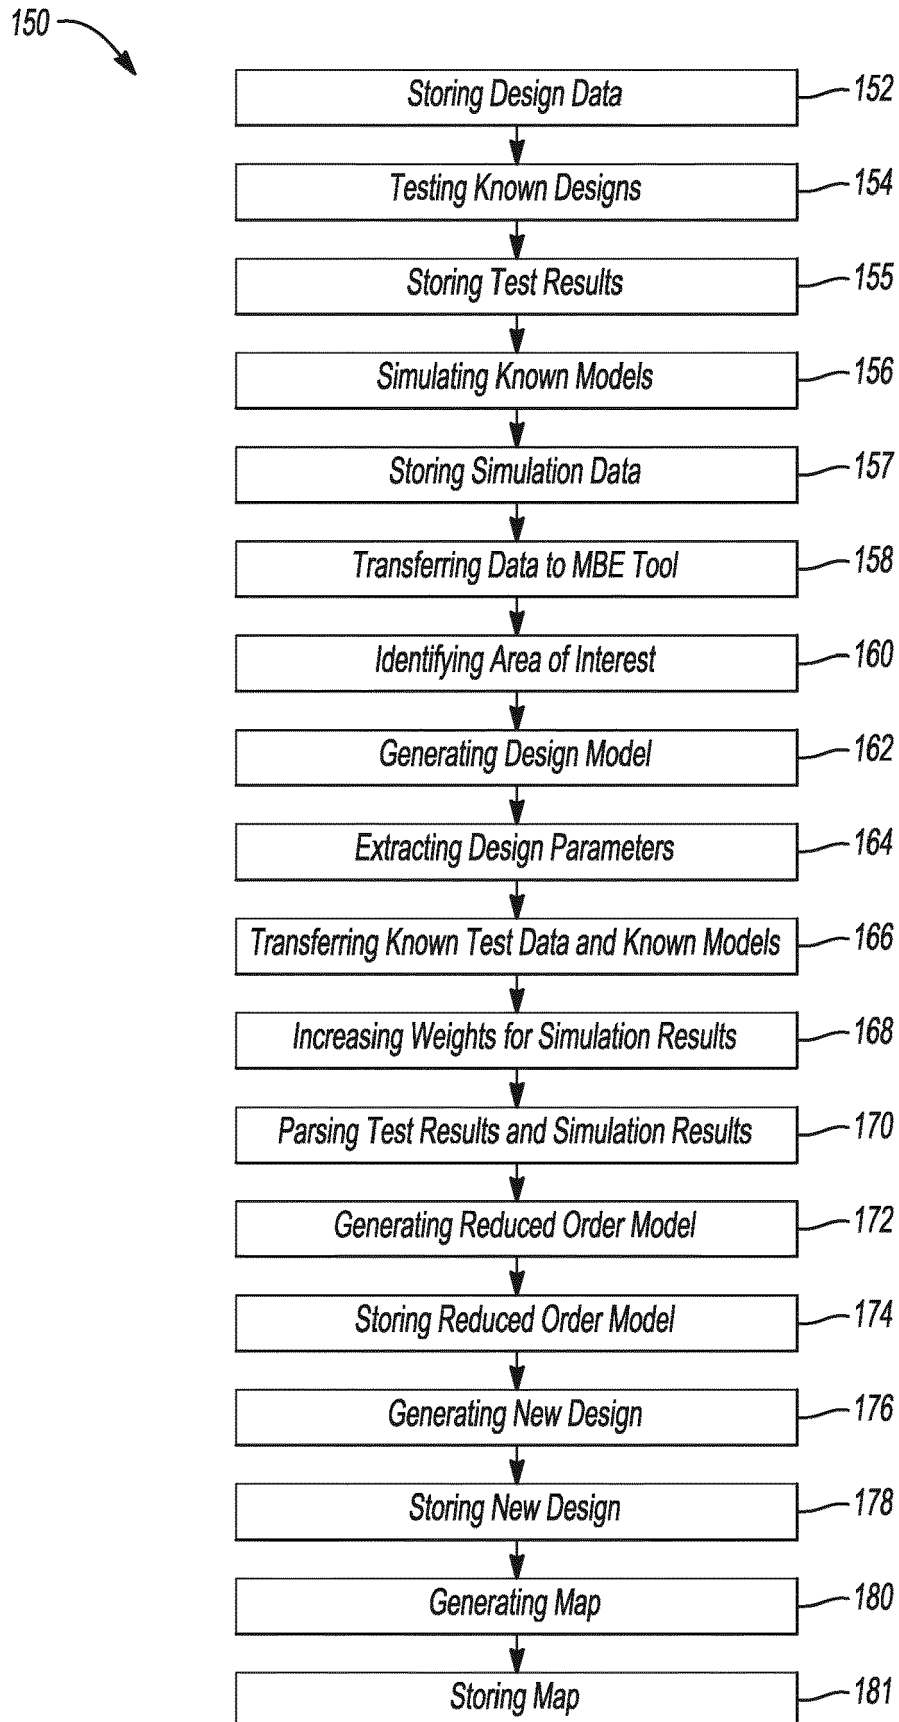 150
Storing Design Data 152
Testing Known Designs 154
Storing Test Results 155
Simulating Known Models 156
Storing Simulation Data 157
Transferring Data to MBE Tool 158
Identifying Area of Interest 160
Generating Design Model 162
Extracting Design Parameters 164
Transferring Known Test Data and Known Models 166
Increasing Weights for Simulation Results 168
Parsing Test Results and Simulation Results 170
Generating Reduced Order Model 172
Storing Reduced Order Model 174
Generating New Design 176
Storing New Design 178
Generating Map 180
Storing Map 181